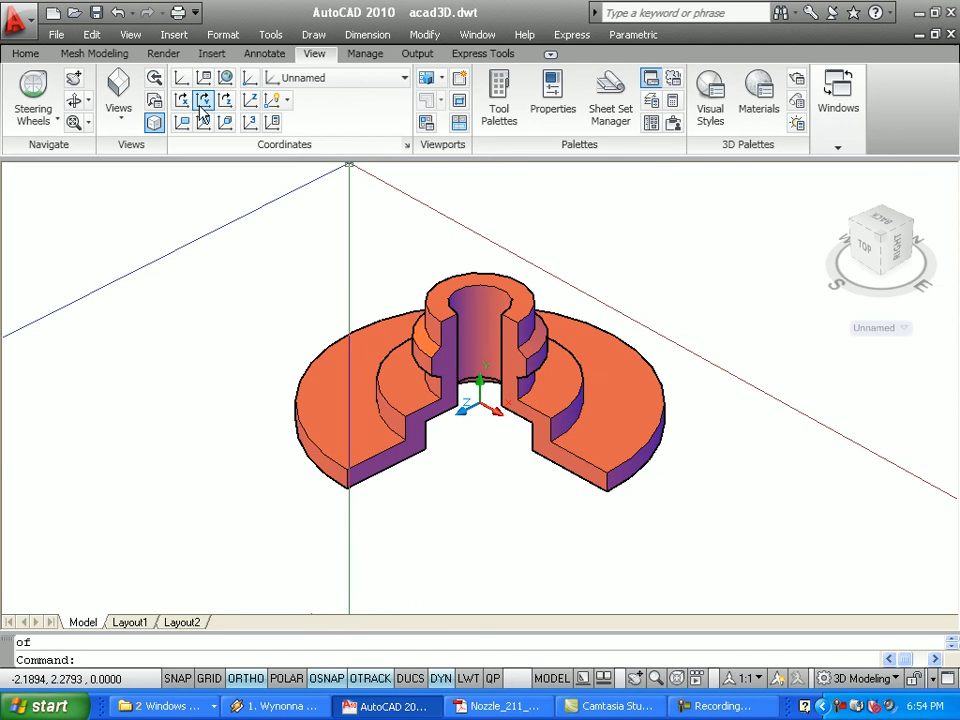 AutoCAD 2010 acad3D.dwt
Type a keyword or phrase
File Edit View Insert Format Tools Draw Dimension Modify Window Help Express Parametric
Home Mesh Modeling Render Insert Annotate View Manage Output Express Tools
Unnamed
Steering Wheels
Views
Tool Palettes
Properties
Sheet Set Manager
Visual Styles
Materials
Windows
Navigate Views Coordinates Viewports Palettes 3D Palettes
BACK
TOP
RIGHT
W N
S E
Unnamed
Y
Z X
Model Layout1 Layout2
of
Command:
-2.1894, 2.2793, 0.0000 SNAP GRID ORTHO POLAR OSNAP OTRACK DUCS DYN LWT QP MODEL 1:1 3D Modeling
start 2 Windows ... 1. Wynonna ... AutoCAD 20... Nozzle_211_... Camtasia Stu... Recording... 6:54 PM